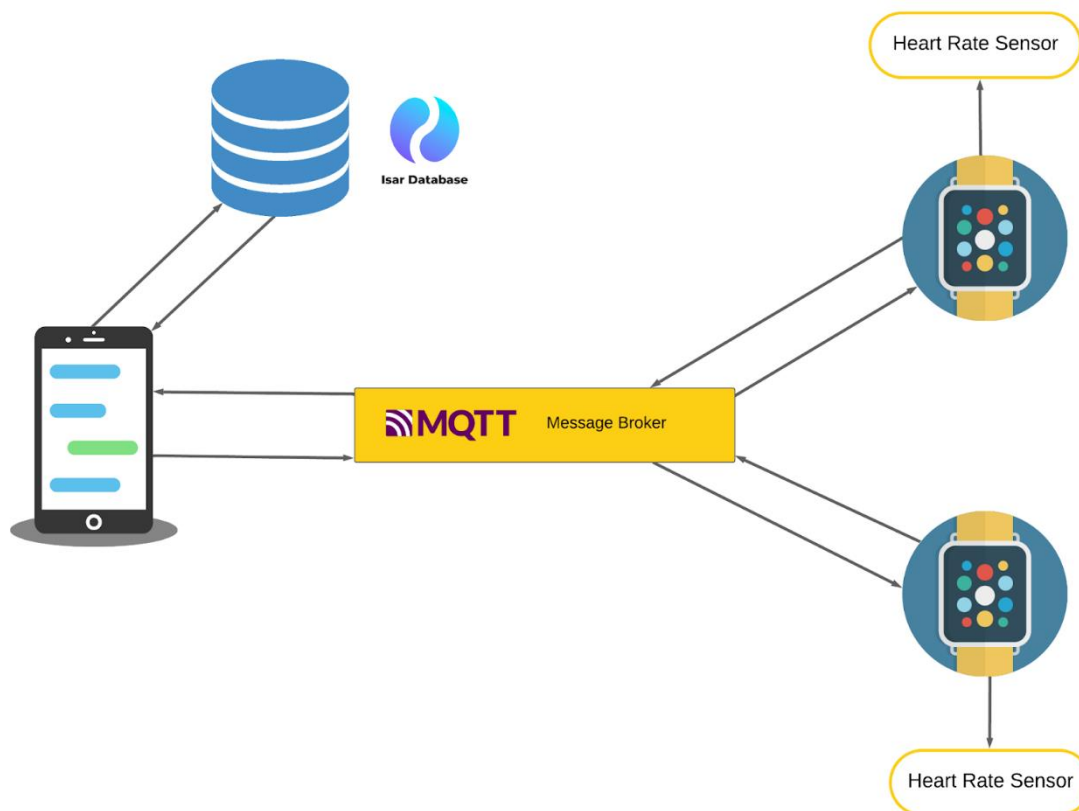 Heart Rate Sensor
Isar Database
MQTT Message Broker
Heart Rate Sensor